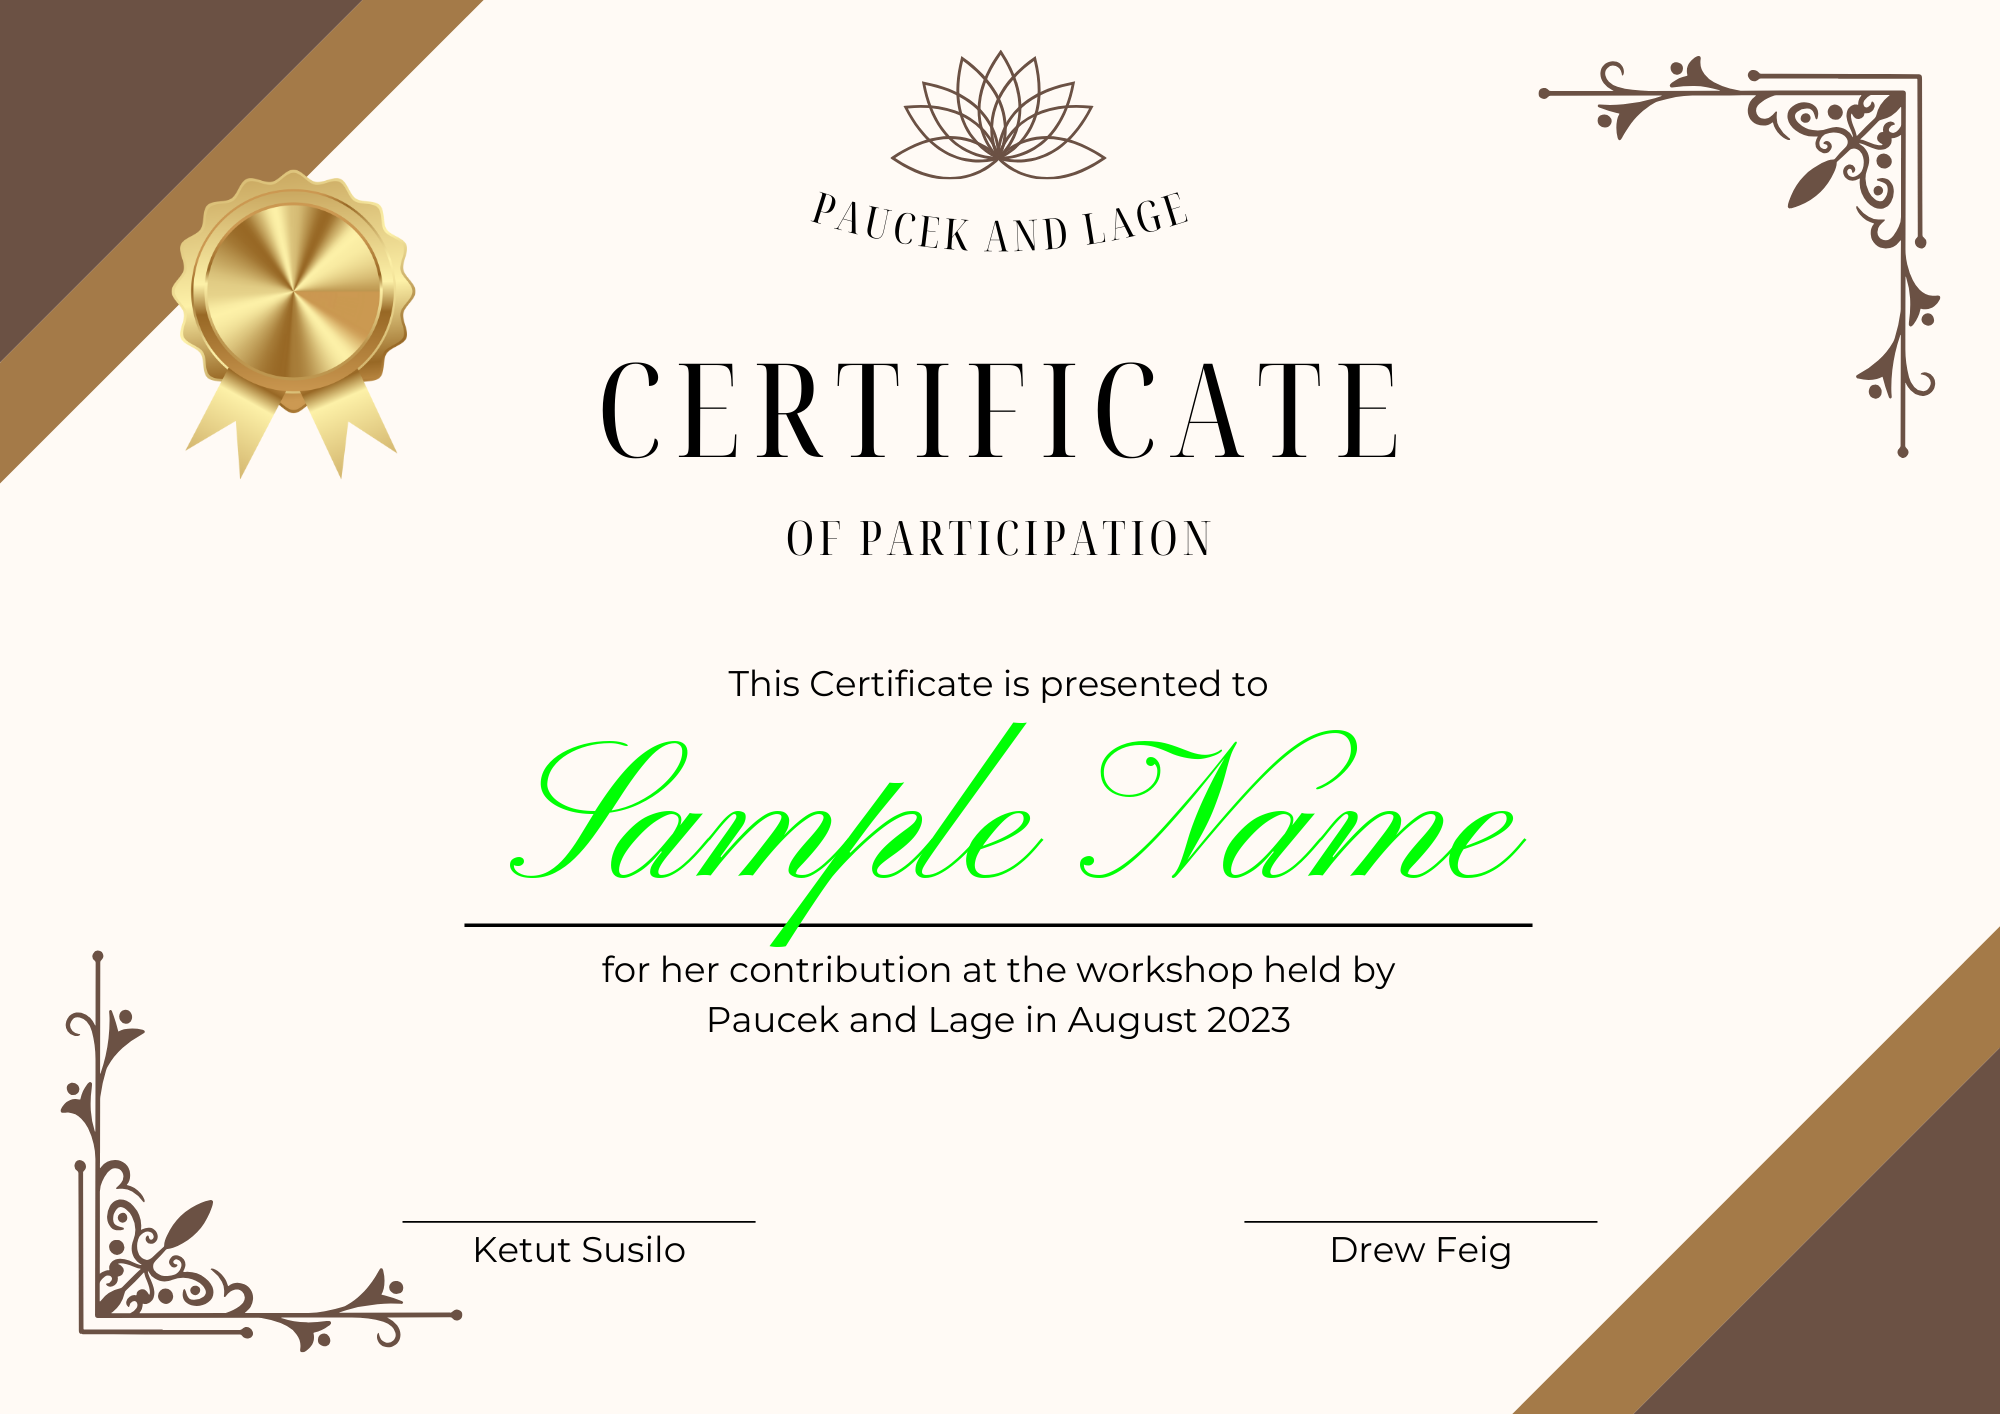 PAUCEK AND LAGE
CERTIFICATE
OF PARTICIPATION
This Certificate is presented to
Sample Name
for her contribution at the workshop held by
Paucek and Lage in August 2023
Ketut Susilo
Drew Feig